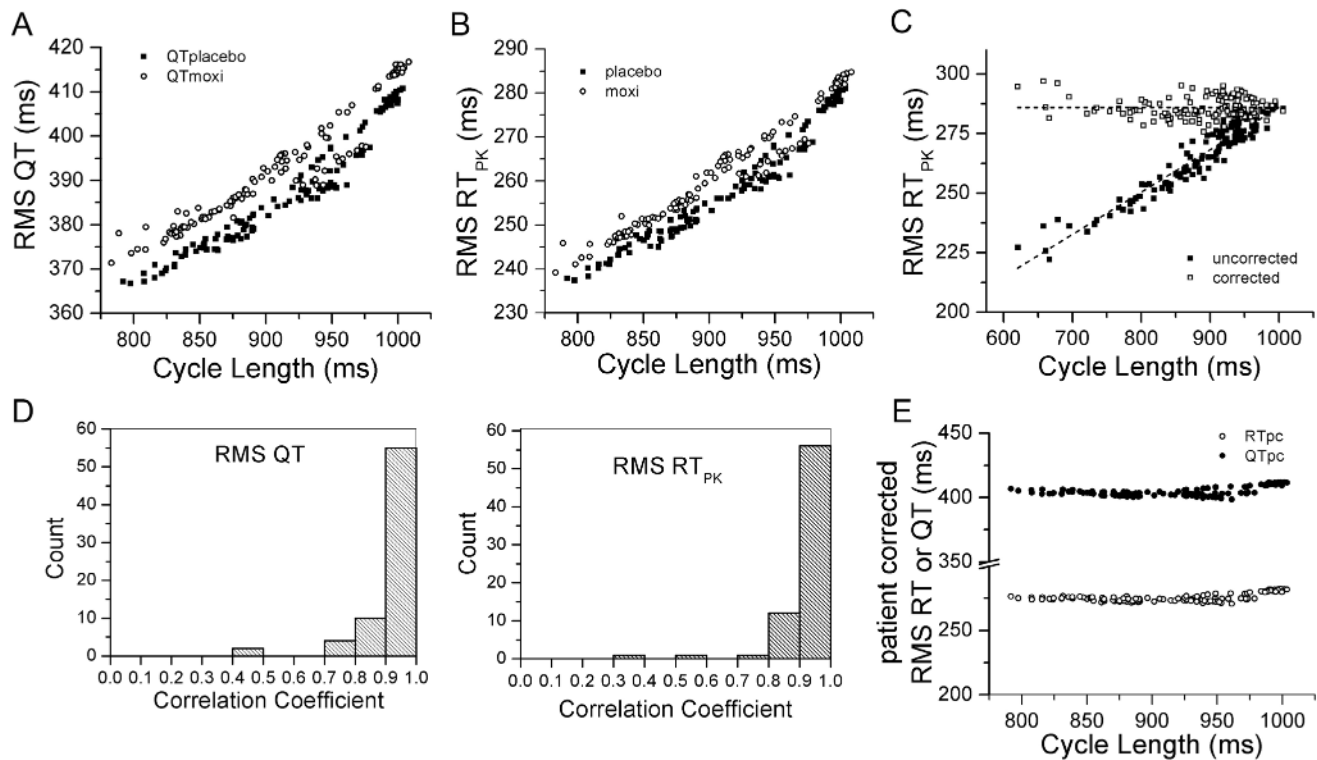 A
RMS QT (ms)
420
410
400
390
380
370
360
QTplacebo
QTmoxi
800 850 900 950 1000
Cycle Length (ms)
B
RMS RT_PK (ms)
290
280
270
260
250
240
230
placebo
moxi
800 850 900 950 1000
Cycle Length (ms)
C
RMS RT_PK (ms)
300
275
250
225
200
uncorrected
corrected
600 700 800 900 1000
Cycle Length (ms)
D
Count
60
50
40
30
20
10
0
RMS QT
0.0 0.1 0.2 0.3 0.4 0.5 0.6 0.7 0.8 0.9 1.0
Correlation Coefficient
Count
60
50
40
30
20
10
0
RMS RT_PK
0.0 0.1 0.2 0.3 0.4 0.5 0.6 0.7 0.8 0.9 1.0
Correlation Coefficient
E
patient corrected
RMS RT or QT (ms)
450
400
350
250
200
RTpc
QTpc
800 850 900 950 1000
Cycle Length (ms)